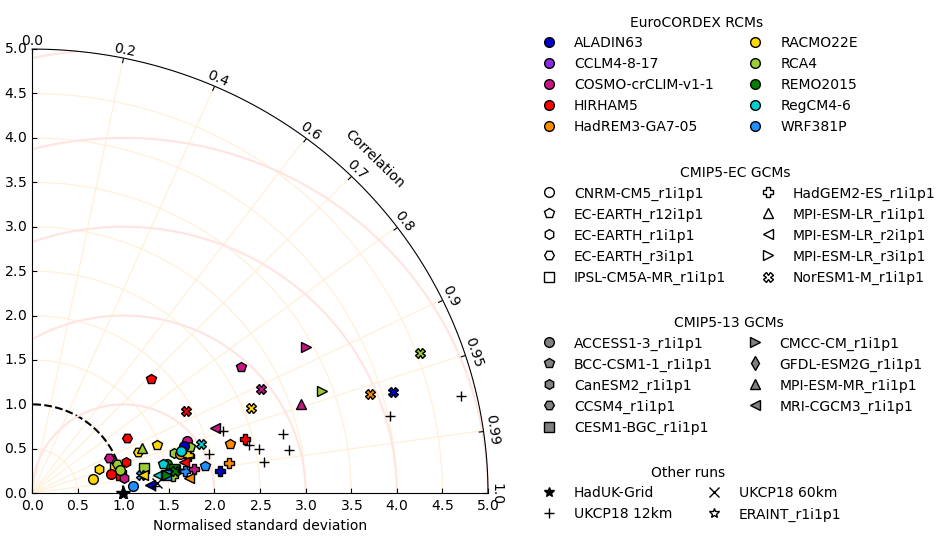 0.0
0.2
0.4
0.6
Correlation
0.7
0.8
0.9
0.95
0.99
1.0
5.0
4.5
4.0
3.5
3.0
2.5
2.0
1.5
1.0
0.5
0.0
0.0 0.5 1.0 1.5 2.0 2.5 3.0 3.5 4.0 4.5 5.0
Normalised standard deviation
EuroCORDEX RCMs
ALADIN63
CCLM4-8-17
COSMO-crCLIM-v1-1
HIRHAM5
HadREM3-GA7-05
RACMO22E
RCA4
REMO2015
RegCM4-6
WRF381P
CMIP5-EC GCMs
CNRM-CM5_r1i1p1
EC-EARTH_r12i1p1
EC-EARTH_r1i1p1
EC-EARTH_r3i1p1
IPSL-CM5A-MR_r1i1p1
HadGEM2-ES_r1i1p1
MPI-ESM-LR_r1i1p1
MPI-ESM-LR_r2i1p1
MPI-ESM-LR_r3i1p1
NorESM1-M_r1i1p1
CMIP5-13 GCMs
ACCESS1-3_r1i1p1
BCC-CSM1-1_r1i1p1
CanESM2_r1i1p1
CCSM4_r1i1p1
CESM1-BGC_r1i1p1
CMCC-CM_r1i1p1
GFDL-ESM2G_r1i1p1
MPI-ESM-MR_r1i1p1
MRI-CGCM3_r1i1p1
Other runs
HadUK-Grid
UKCP18 12km
UKCP18 60km
ERAINT_r1i1p1